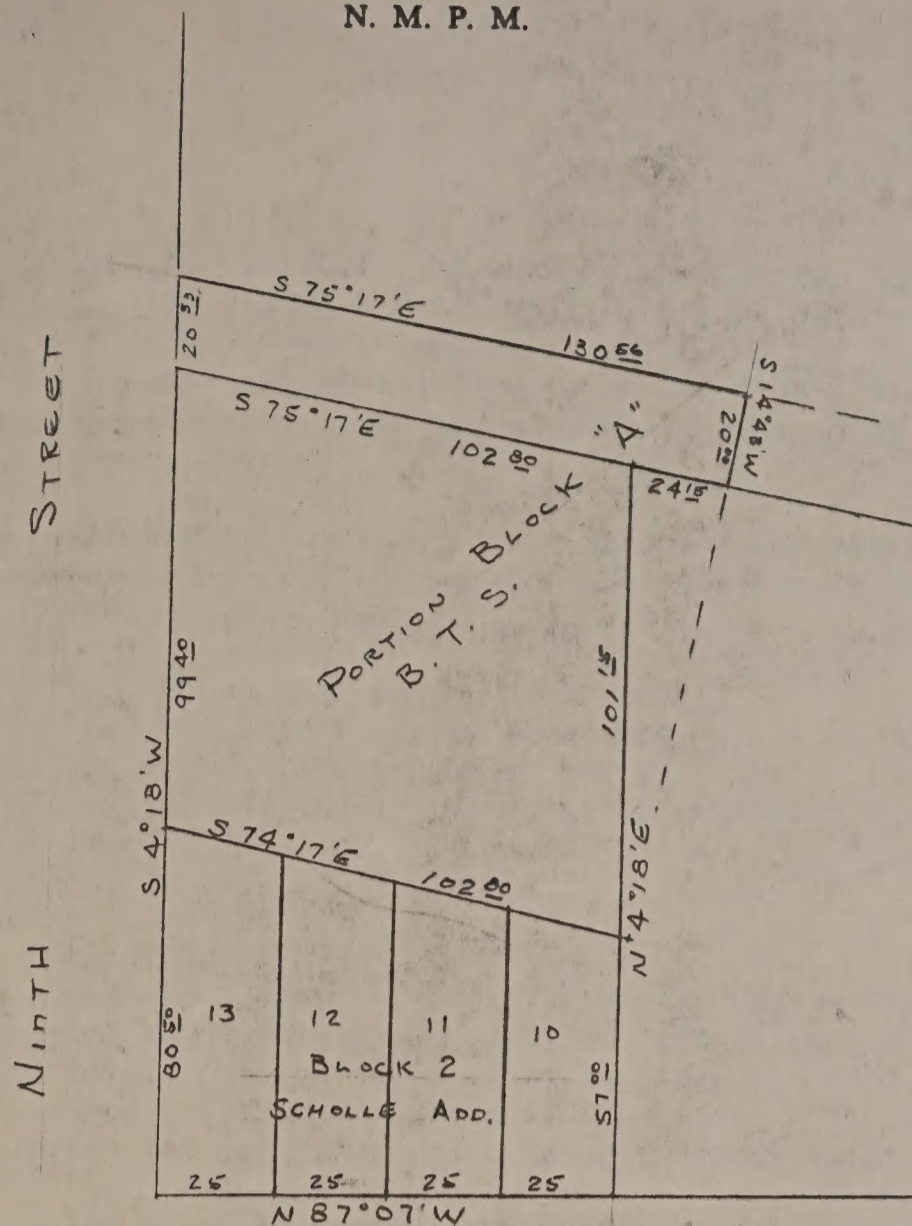 N. M. P. M.
S 75°17'E
130 56
20 53
S 14°48'W
20 00
S 75°17'E
102 80
24 15
PORTION BLOCK "A"
B. T. S.
STREET
99 40
101 15
S 4°18'W
S 74°17'E
102 80
N 4°18'E
NINTH
80 50
13
12
11
10
BLOCK 2
57 00
SCHOLLE ADD.
25
25
25
25
N 87°07'W